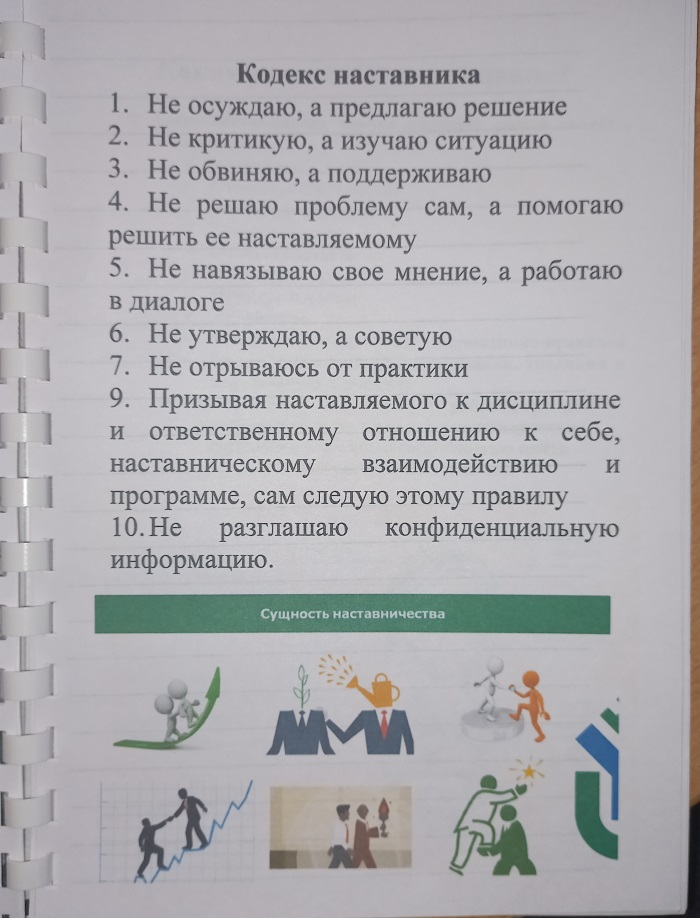 Кодекс наставника
1. Не осуждаю, а предлагаю решение
2. Не критикую, а изучаю ситуацию
3. Не обвиняю, а поддерживаю
4. Не решаю проблему сам, а помогаю
решить ее наставляемому
5. Не навязываю свое мнение, а работаю
в диалоге
6. Не утверждаю, а советую
7. Не отрываюсь от практики
9. Призывая наставляемого к дисциплине
и ответственному отношению к себе,
наставническому взаимодействию и
программе, сам следую этому правилу
10. Не разглашаю конфиденциальную
информацию.
Сущность наставничества